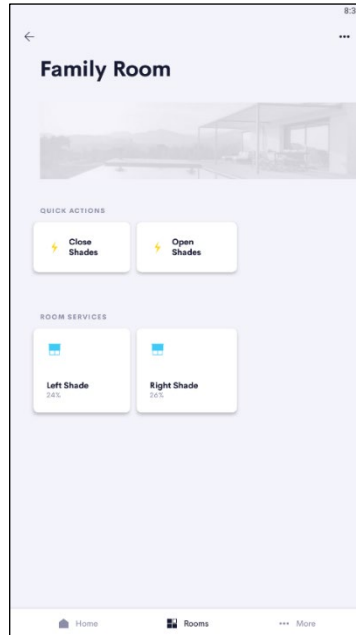 8:3
Family Room
QUICK ACTIONS
Close
Shades
Open
Shades
ROOM SERVICES
Left Shade
24%
Right Shade
26%
Home
Rooms
More